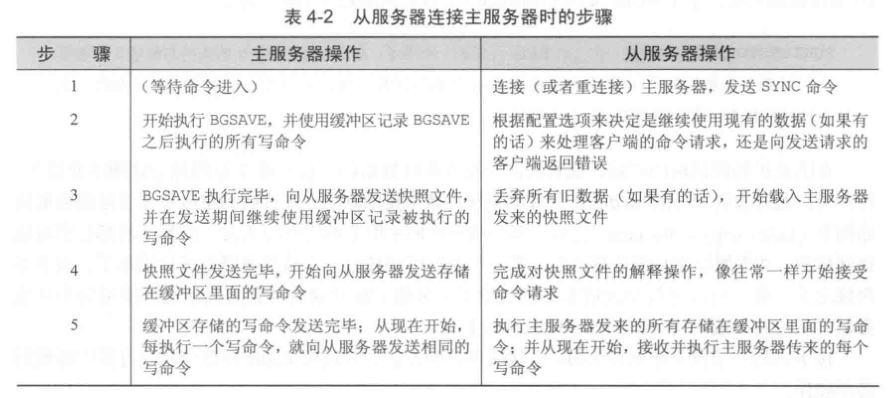 表 4-2 从服务器连接主服务器时的步骤
步 骤 主服务器操作 从服务器操作
1 (等待命令进入) 连接(或者重连接)主服务器,发送 SYNC 命令
2 开始执行 BGSAVE,并使用缓冲区记录 BGSAVE 根据配置选项来决定是继续使用现有的数据(如果有
之后执行的所有写命令 的话)来处理客户端的命令请求,还是向发送请求的
客户端返回错误
3 BGSAVE 执行完毕,向从服务器发送快照文件, 丢弃所有旧数据(如果有的话),开始载入主服务器
并在发送期间继续使用缓冲区记录被执行的 发来的快照文件
写命令
4 快照文件发送完毕,开始向从服务器发送存储 完成对快照文件的解释操作,像往常一样开始接受
在缓冲区里面的写命令 命令请求
5 缓冲区存储的写命令发送完毕;从现在开始, 执行主服务器发来的所有存储在缓冲区里面的写命
每执行一个写命令,就向从服务器发送相同的 令;并从现在开始,接收并执行主服务器传来的每个
写命令 写命令